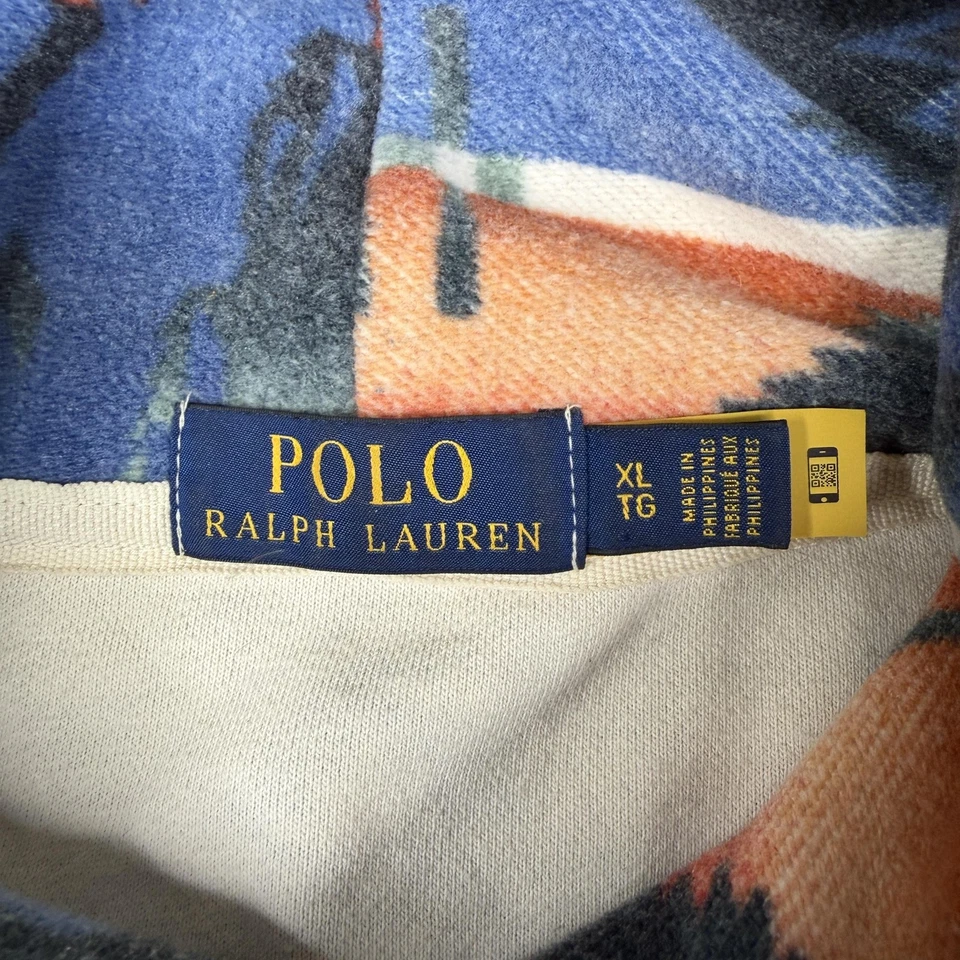 POLO
RALPH LAUREN
XL
TG
MADE IN
PHILIPPINES
FABRIQUÉ AUX
PHILIPPINES